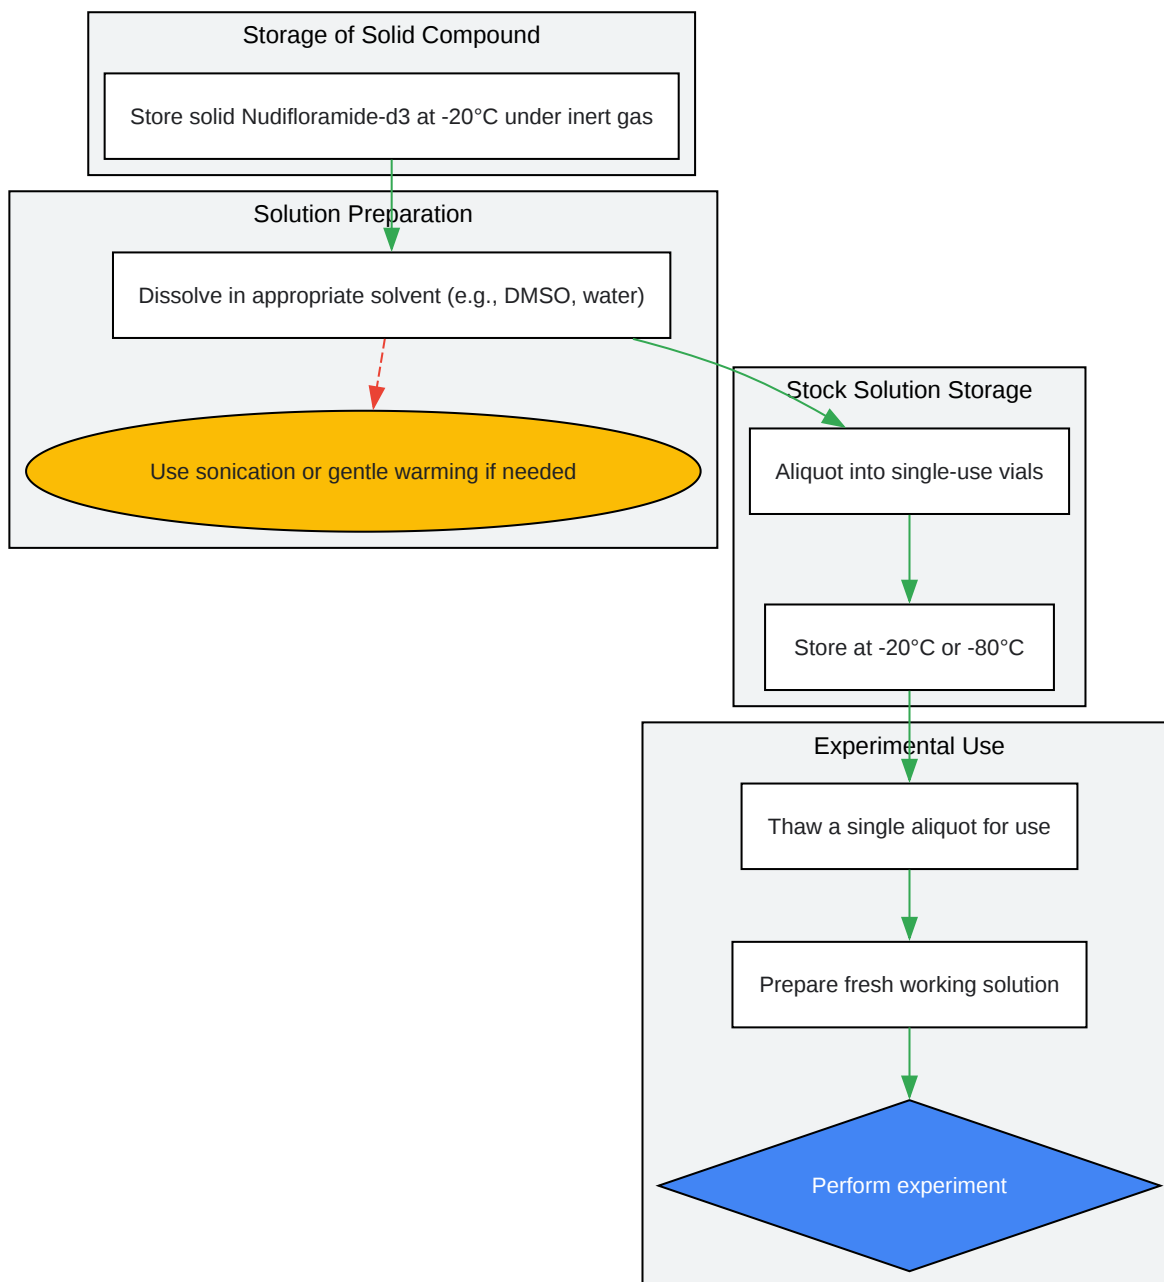 Storage of Solid Compound
Store solid Nudifloramide-d3 at -20°C under inert gas
Solution Preparation
Dissolve in appropriate solvent (e.g., DMSO, water)
Use sonication or gentle warming if needed
Stock Solution Storage
Aliquot into single-use vials
Store at -20°C or -80°C
Experimental Use
Thaw a single aliquot for use
Prepare fresh working solution
Perform experiment